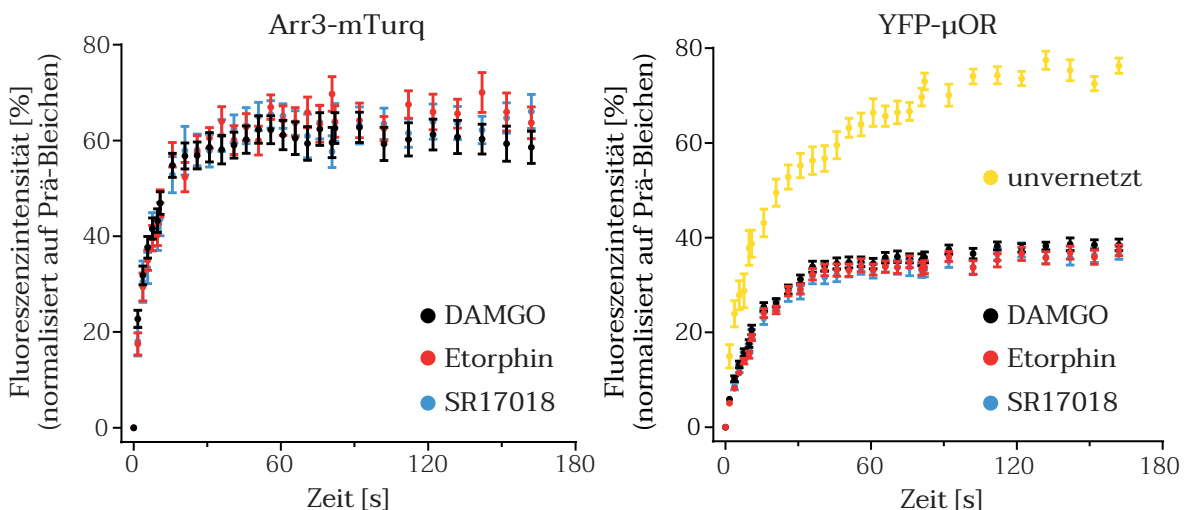 Arr3-mTurq
Fluoreszenzintensität [%]
(normalisiert auf Prä-Bleichen)
80
60
40
20
0
DAMGO
Etorphin
SR17018
0
60
120
180
Zeit [s]
YFP-µOR
Fluoreszenzintensität [%]
(normalisiert auf Prä-Bleichen)
80
60
40
20
0
unvernetzt
DAMGO
Etorphin
SR17018
0
60
120
180
Zeit [s]